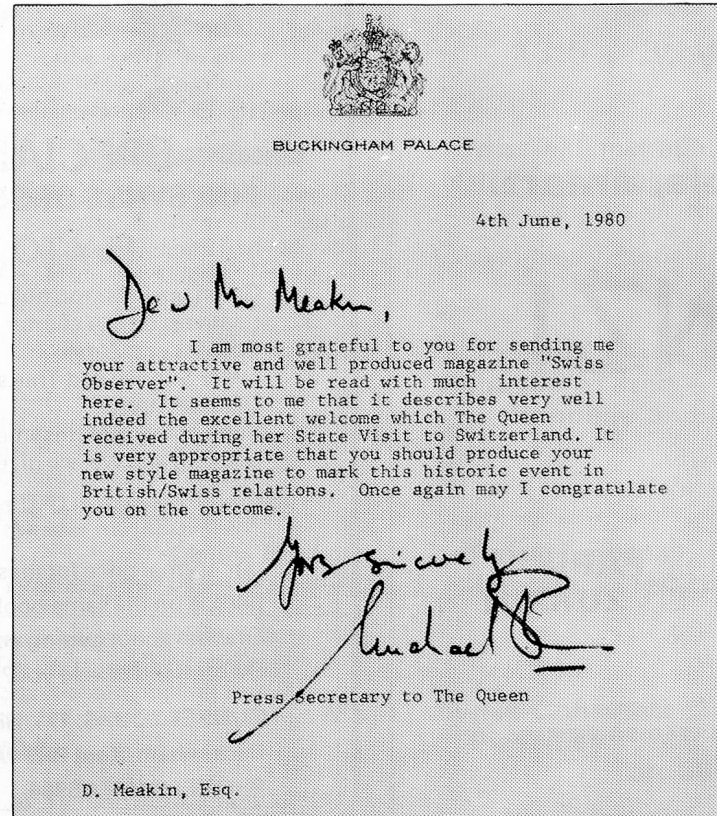 BUCKINGHAM PALACE
4th June, 1980
Dear Mr Meakin,
I am most grateful to you for sending me
your attractive and well produced magazine "Swiss
Observer". It will be read with much interest
here. It seems to me that it describes very well
indeed the excellent welcome which The Queen
received during her State Visit to Switzerland. It
is very appropriate that you should produce your
new style magazine to mark this historic event in
British/Swiss relations. Once again may I congratulate
you on the outcome.
Yours sincerely
Michael
Press Secretary to The Queen
D. Meakin, Esq.